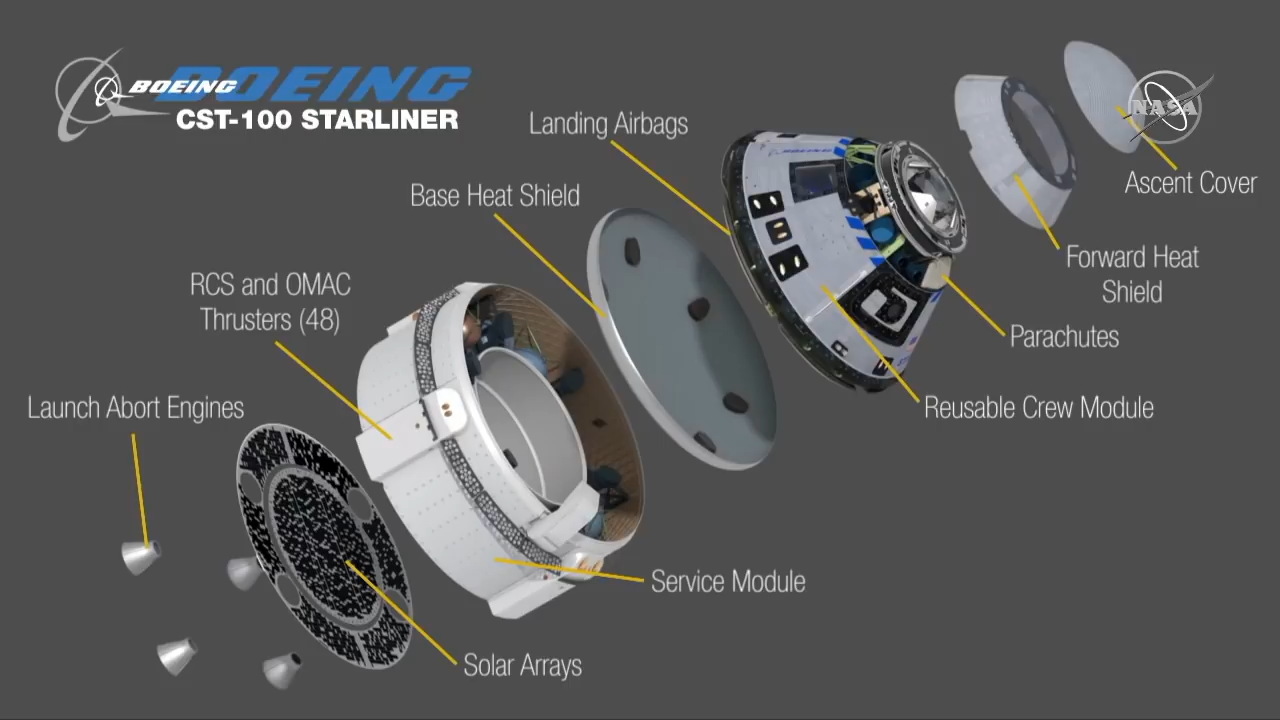 BOEING
BOEING
CST-100 STARLINER
NASA
Landing Airbags
Ascent Cover
Base Heat Shield
Forward Heat
Shield
RCS and OMAC
Thrusters (48)
Parachutes
Launch Abort Engines
Reusable Crew Module
Service Module
Solar Arrays